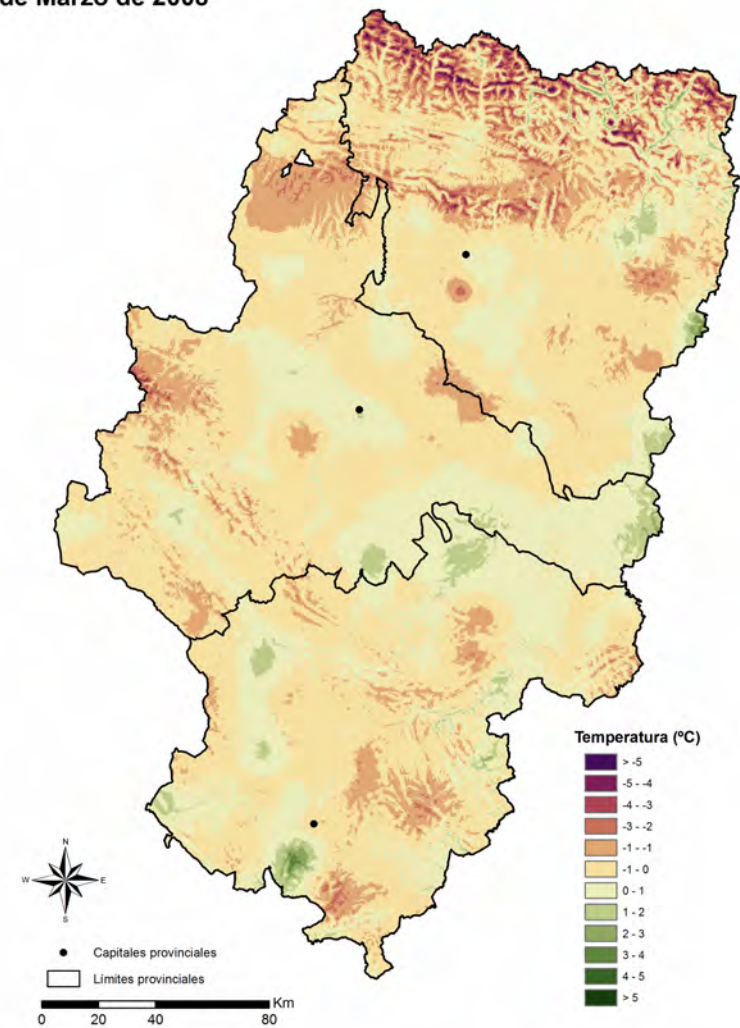 de Marzo de 2008
Temperatura (ºC)
> -5
-5 - -4
-4 - -3
-3 - -2
-1 - -1
-1 - 0
0 - 1
1 - 2
2 - 3
3 - 4
4 - 5
> 5
N
W E
S
Capitales provinciales
Límites provinciales
Km
0 20 40 80